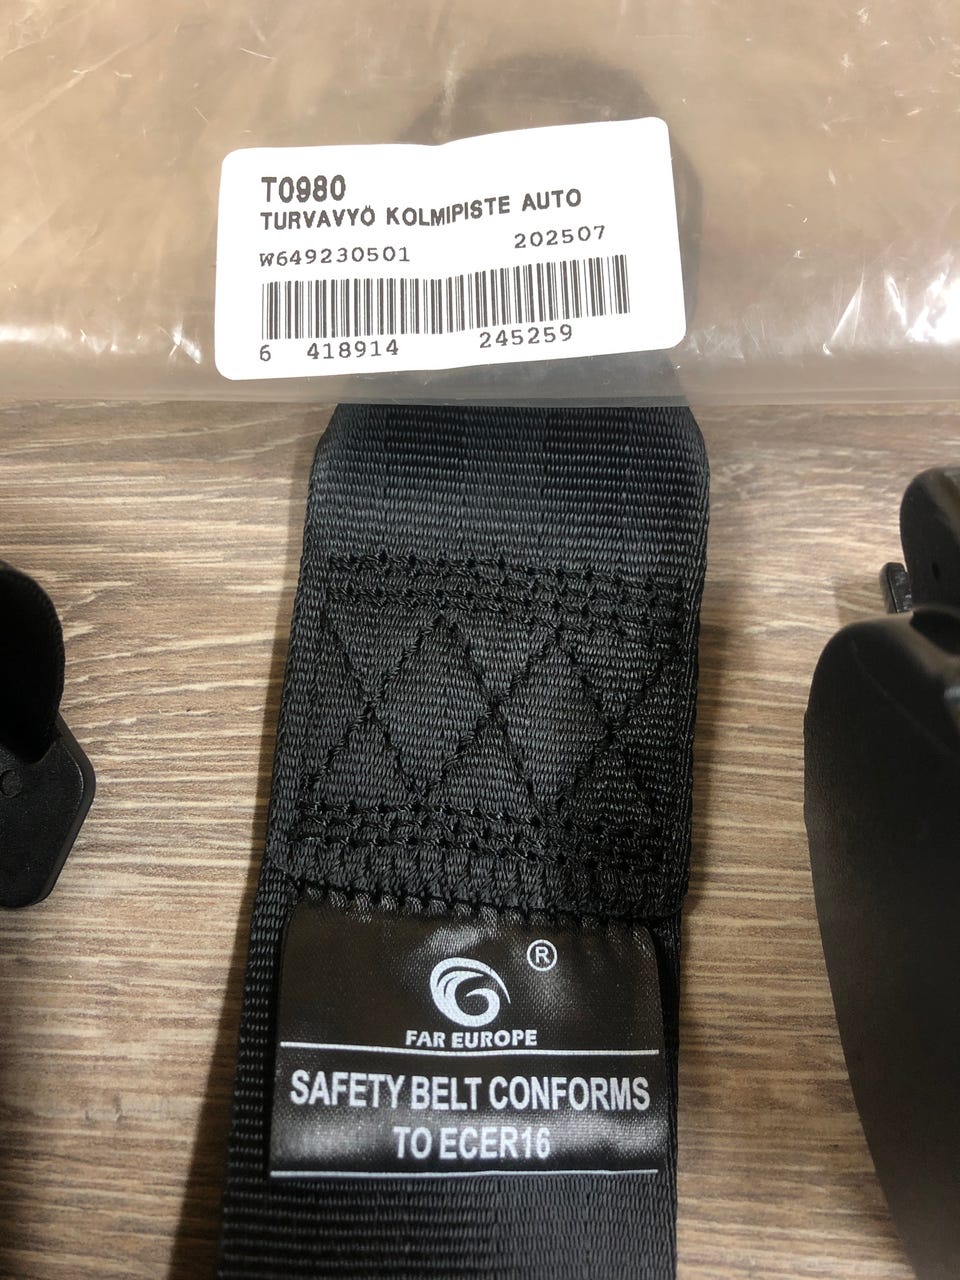 T0980
TURVAVYÖ KOLMIPISTE AUTO
W649230501 202507
6 418914 245259
®
FAR EUROPE
SAFETY BELT CONFORMS
TO ECER16